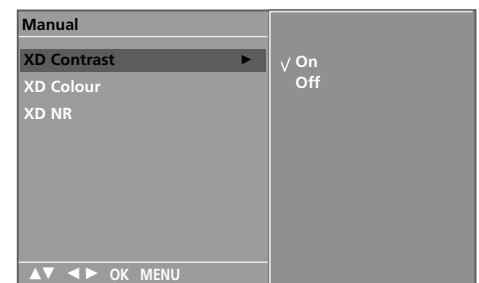 Manual
XD Contrast ►
XD Colour
XD NR
√ On
Off
▲▼ ◄► OK MENU